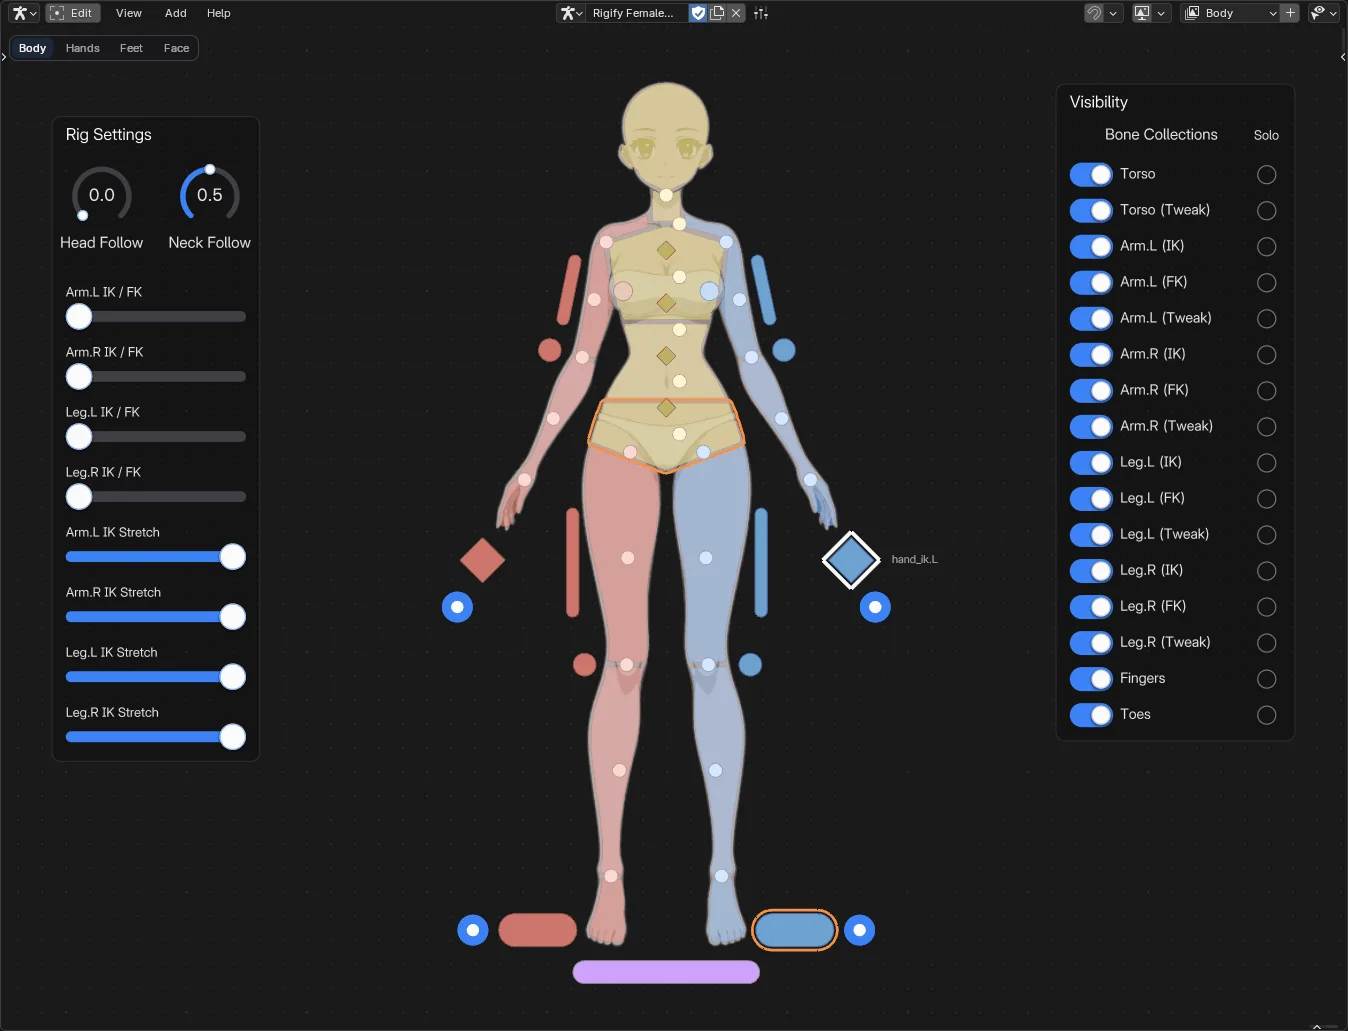 Edit View Add Help Rigify Female... Body
Body Hands Feet Face
Rig Settings
0.0 0.5
Head Follow Neck Follow
Arm.L IK / FK
Arm.R IK / FK
Leg.L IK / FK
Leg.R IK / FK
Arm.L IK Stretch
Arm.R IK Stretch
Leg.L IK Stretch
Leg.R IK Stretch
hand_ik.L
Visibility
Bone Collections Solo
Torso
Torso (Tweak)
Arm.L (IK)
Arm.L (FK)
Arm.L (Tweak)
Arm.R (IK)
Arm.R (FK)
Arm.R (Tweak)
Leg.L (IK)
Leg.L (FK)
Leg.L (Tweak)
Leg.R (IK)
Leg.R (FK)
Leg.R (Tweak)
Fingers
Toes